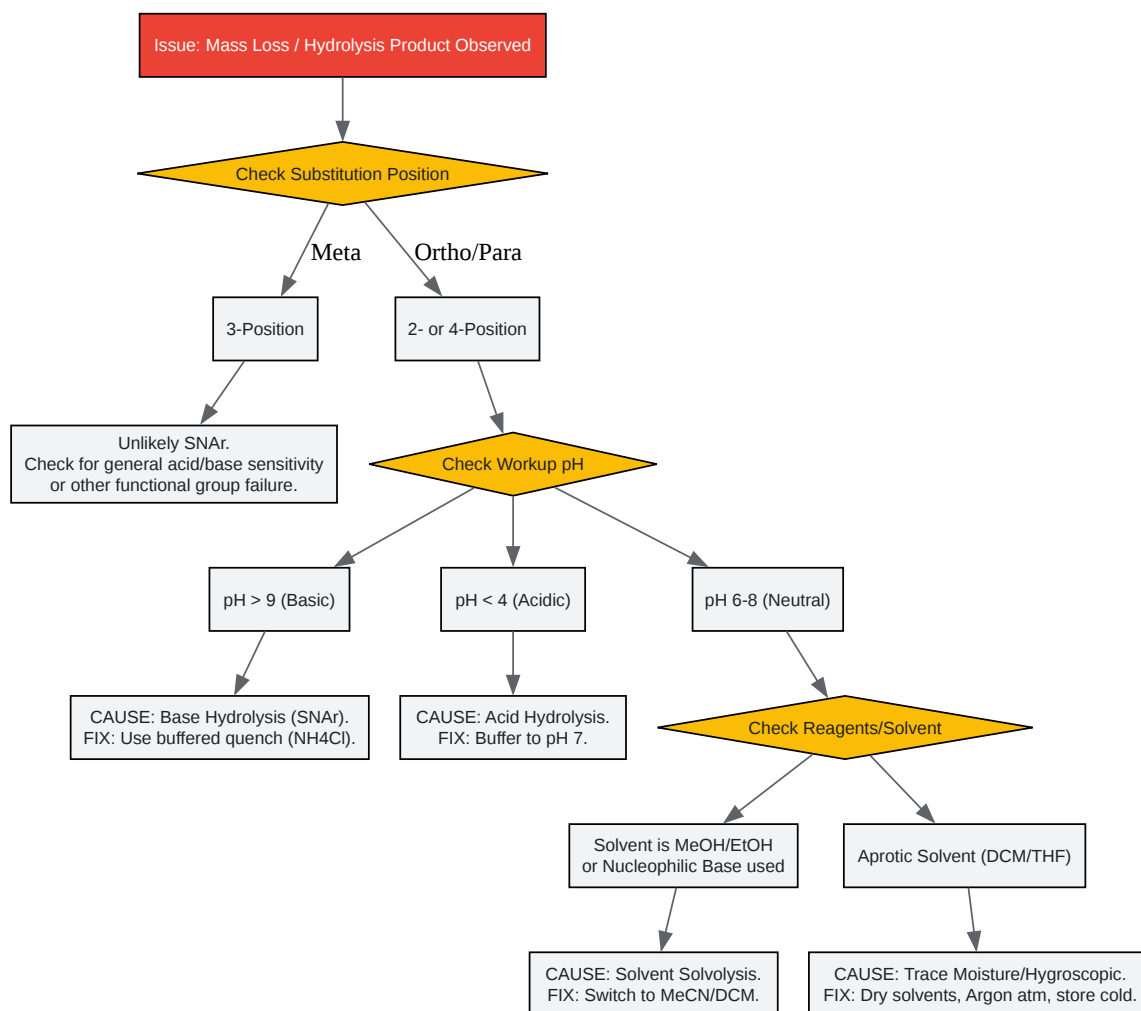 Issue: Mass Loss / Hydrolysis Product Observed
Check Substitution Position
Meta
Ortho/Para
3-Position
2- or 4-Position
Unlikely SNAr.
Check for general acid/base sensitivity
or other functional group failure.
Check Workup pH
pH > 9 (Basic)
pH < 4 (Acidic)
pH 6-8 (Neutral)
CAUSE: Base Hydrolysis (SNAr).
FIX: Use buffered quench (NH4Cl).
CAUSE: Acid Hydrolysis.
FIX: Buffer to pH 7.
Check Reagents/Solvent
Solvent is MeOH/EtOH
or Nucleophilic Base used
Aprotic Solvent (DCM/THF)
CAUSE: Solvent Solvolysis.
FIX: Switch to MeCN/DCM.
CAUSE: Trace Moisture/Hygroscopic.
FIX: Dry solvents, Argon atm, store cold.